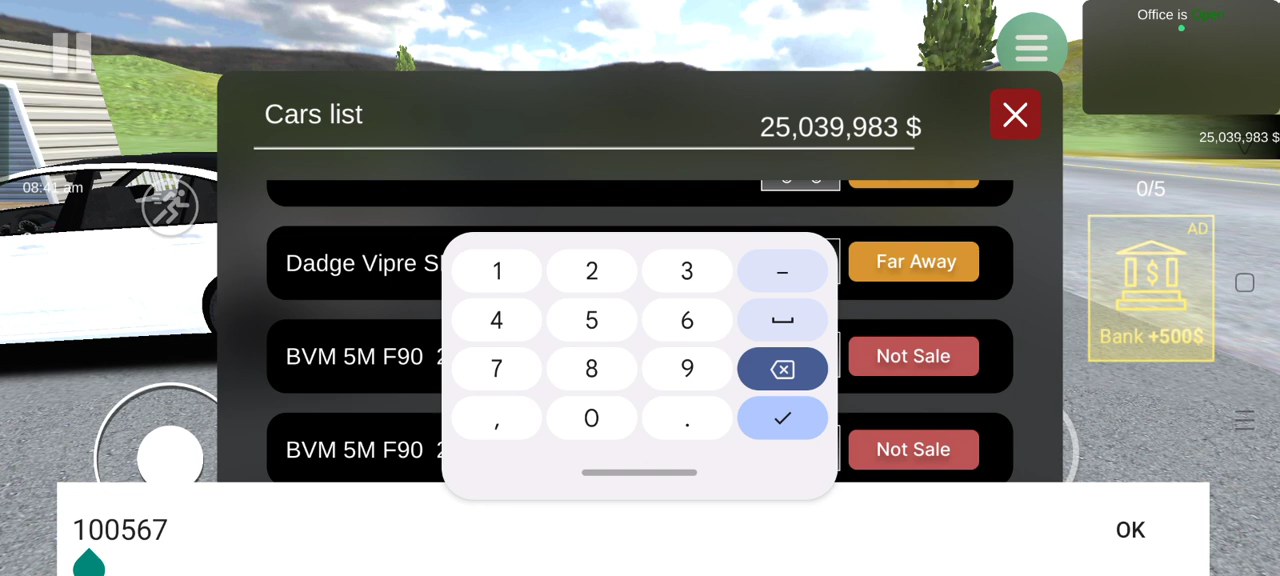 Office is Open
Cars list
25,039,983 $
25,039,983 $
08:41 am
0/5
AD
Bank +500$
Dadge Vipre
Far Away
BVM 5M F90
Not Sale
BVM 5M F90
Not Sale
1 2 3 –
4 5 6
7 8 9
, 0 .
100567
OK